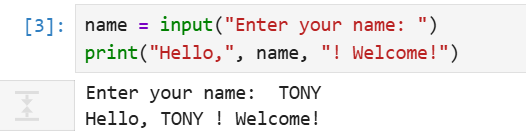 [3]: name = input("Enter your name: ")
print("Hello,", name, "! Welcome!")
Enter your name:  TONY
Hello, TONY ! Welcome!